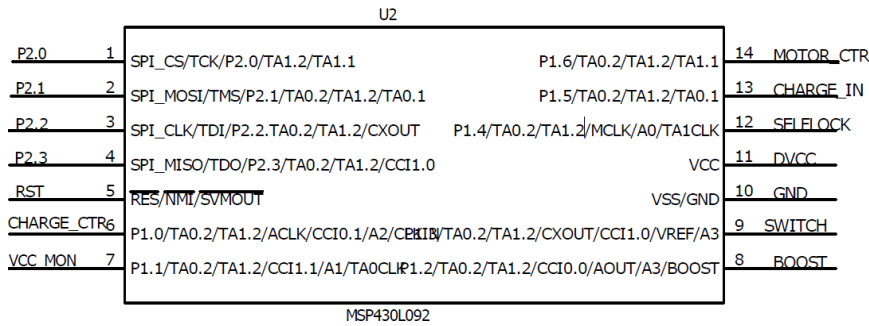 U2
P2.0 1 SPI_CS/TCK/P2.0/TA1.2/TA1.1 P1.6/TA0.2/TA1.2/TA1.1 14 MOTOR_CTR
P2.1 2 SPI_MOSI/TMS/P2.1/TA0.2/TA1.2/TA0.1 P1.5/TA0.2/TA1.2/TA0.1 13 CHARGE_IN
P2.2 3 SPI_CLK/TDI/P2.2.TA0.2/TA1.2/CXOUT P1.4/TA0.2/TA1.2/MCLK/A0/TA1CLK 12 SELFLOCK
P2.3 4 SPI_MISO/TDO/P2.3/TA0.2/TA1.2/CCI1.0 VCC 11 DVCC
RST 5 RES/NMI/SVMOUT VSS/GND 10 GND
CHARGE_CTR 6 P1.0/TA0.2/TA1.2/ACLK/CCI0.1/A2/ /TA0.2/TA1.2/CXOUT/CCI1.0/VREF/A3 9 SWITCH
VCC_MON 7 P1.1/TA0.2/TA1.2/CCI1.1/A1/TA0CLK P1.2/TA0.2/TA1.2/CCI0.0/AOUT/A3/BOOST 8 BOOST
MSP430L092